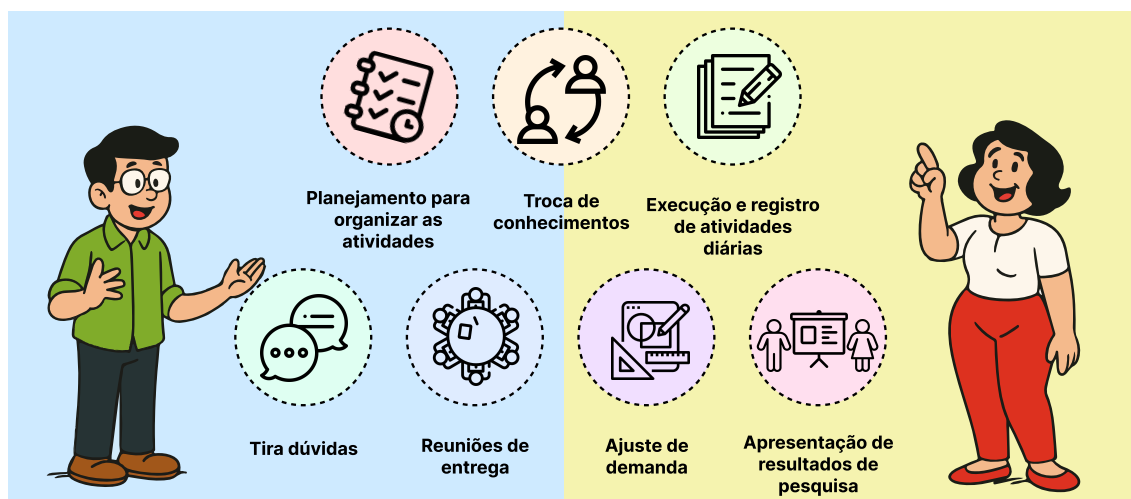 Planejamento para
organizar as
atividades
Troca de
conhecimentos
Execução e registro
de atividades
diárias
Tira dúvidas
Reuniões de
entrega
Ajuste de
demanda
Apresentação de
resultados de
pesquisa